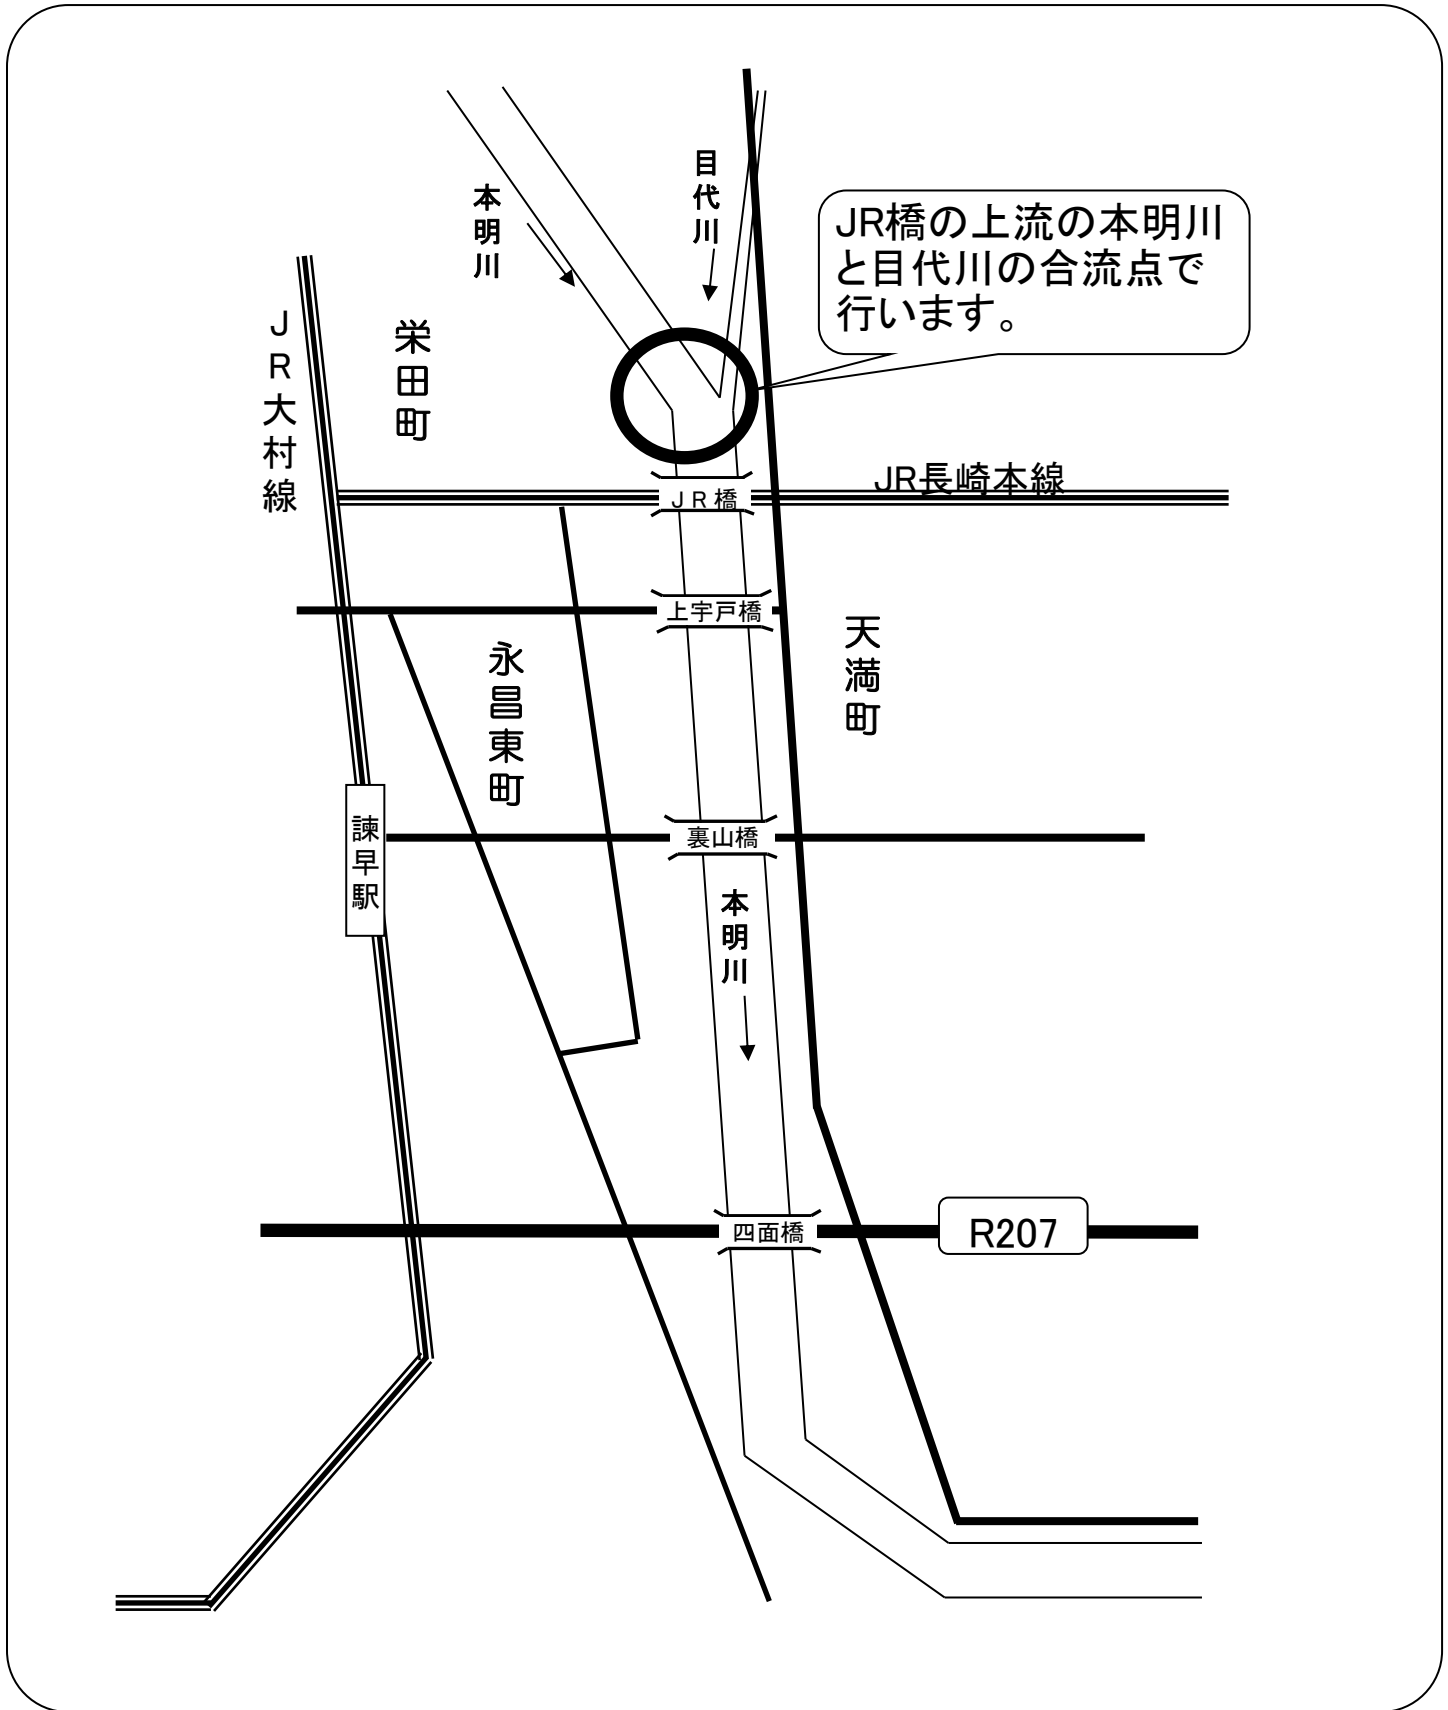 目代川
本明川
JR橋の上流の本明川
と目代川の合流点で
行います。
JR大村線
栄田町
JR長崎本線
JR橋
上宇戸橋
天満町
永昌東町
諫早駅
裏山橋
本明川
四面橋
R207